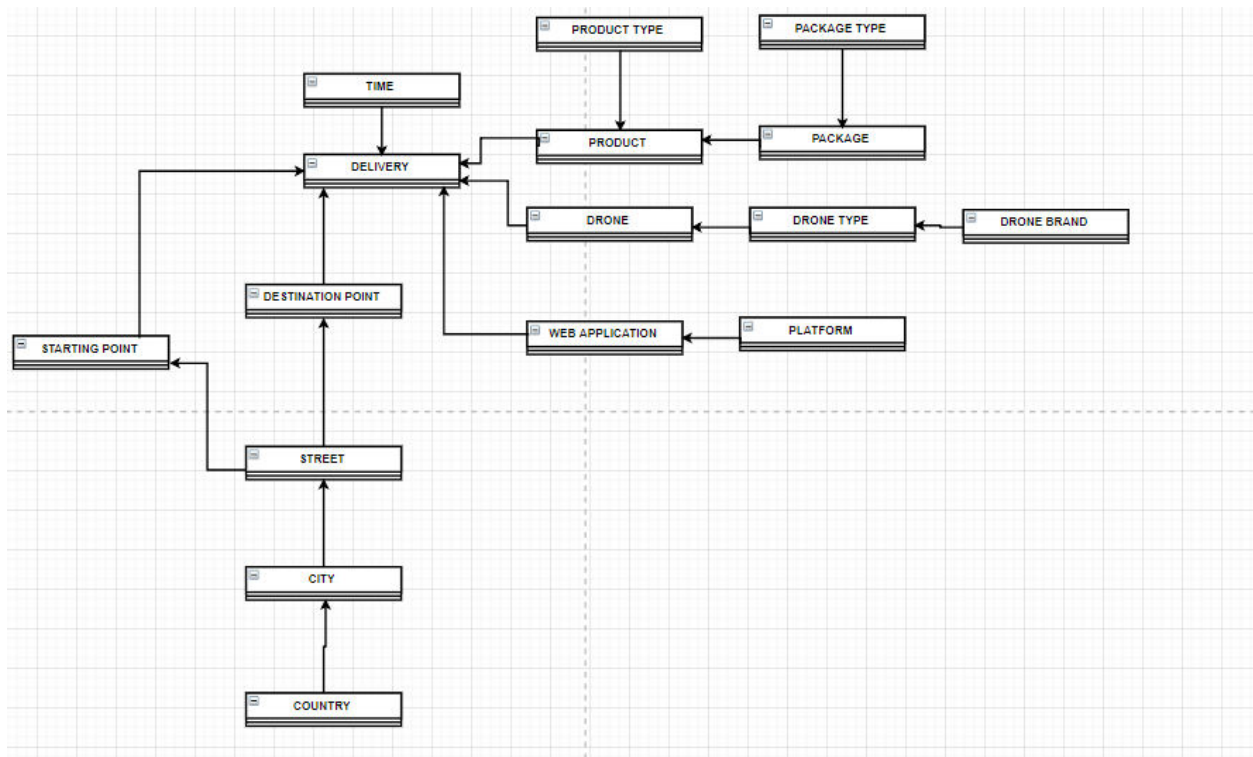 PRODUCT TYPE
PACKAGE TYPE
TIME
PRODUCT
PACKAGE
DELIVERY
DRONE
DRONE TYPE
DRONE BRAND
DESTINATION POINT
WEB APPLICATION
PLATFORM
STARTING POINT
STREET
CITY
COUNTRY